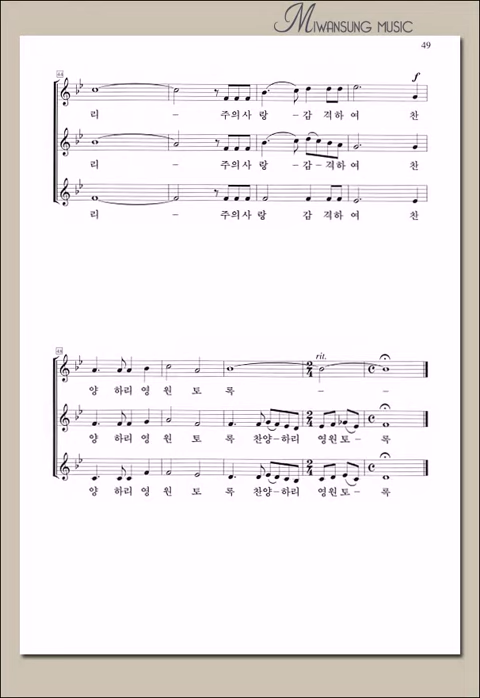 MIWANSUNG MUSIC
49
44
f
리 - 주의사 랑 - 감 격하 여 찬
리 - 주의사 랑 - 감 - 격하 여 찬
리 - 주의사 랑 감 격하 여 찬
rit.
양 하리 영 원 토 록 - -
양 하리 영 원 토 록 찬양-하리 영원토- 록
양 하리 영 원 토 록 찬양-하리 영원토- 록